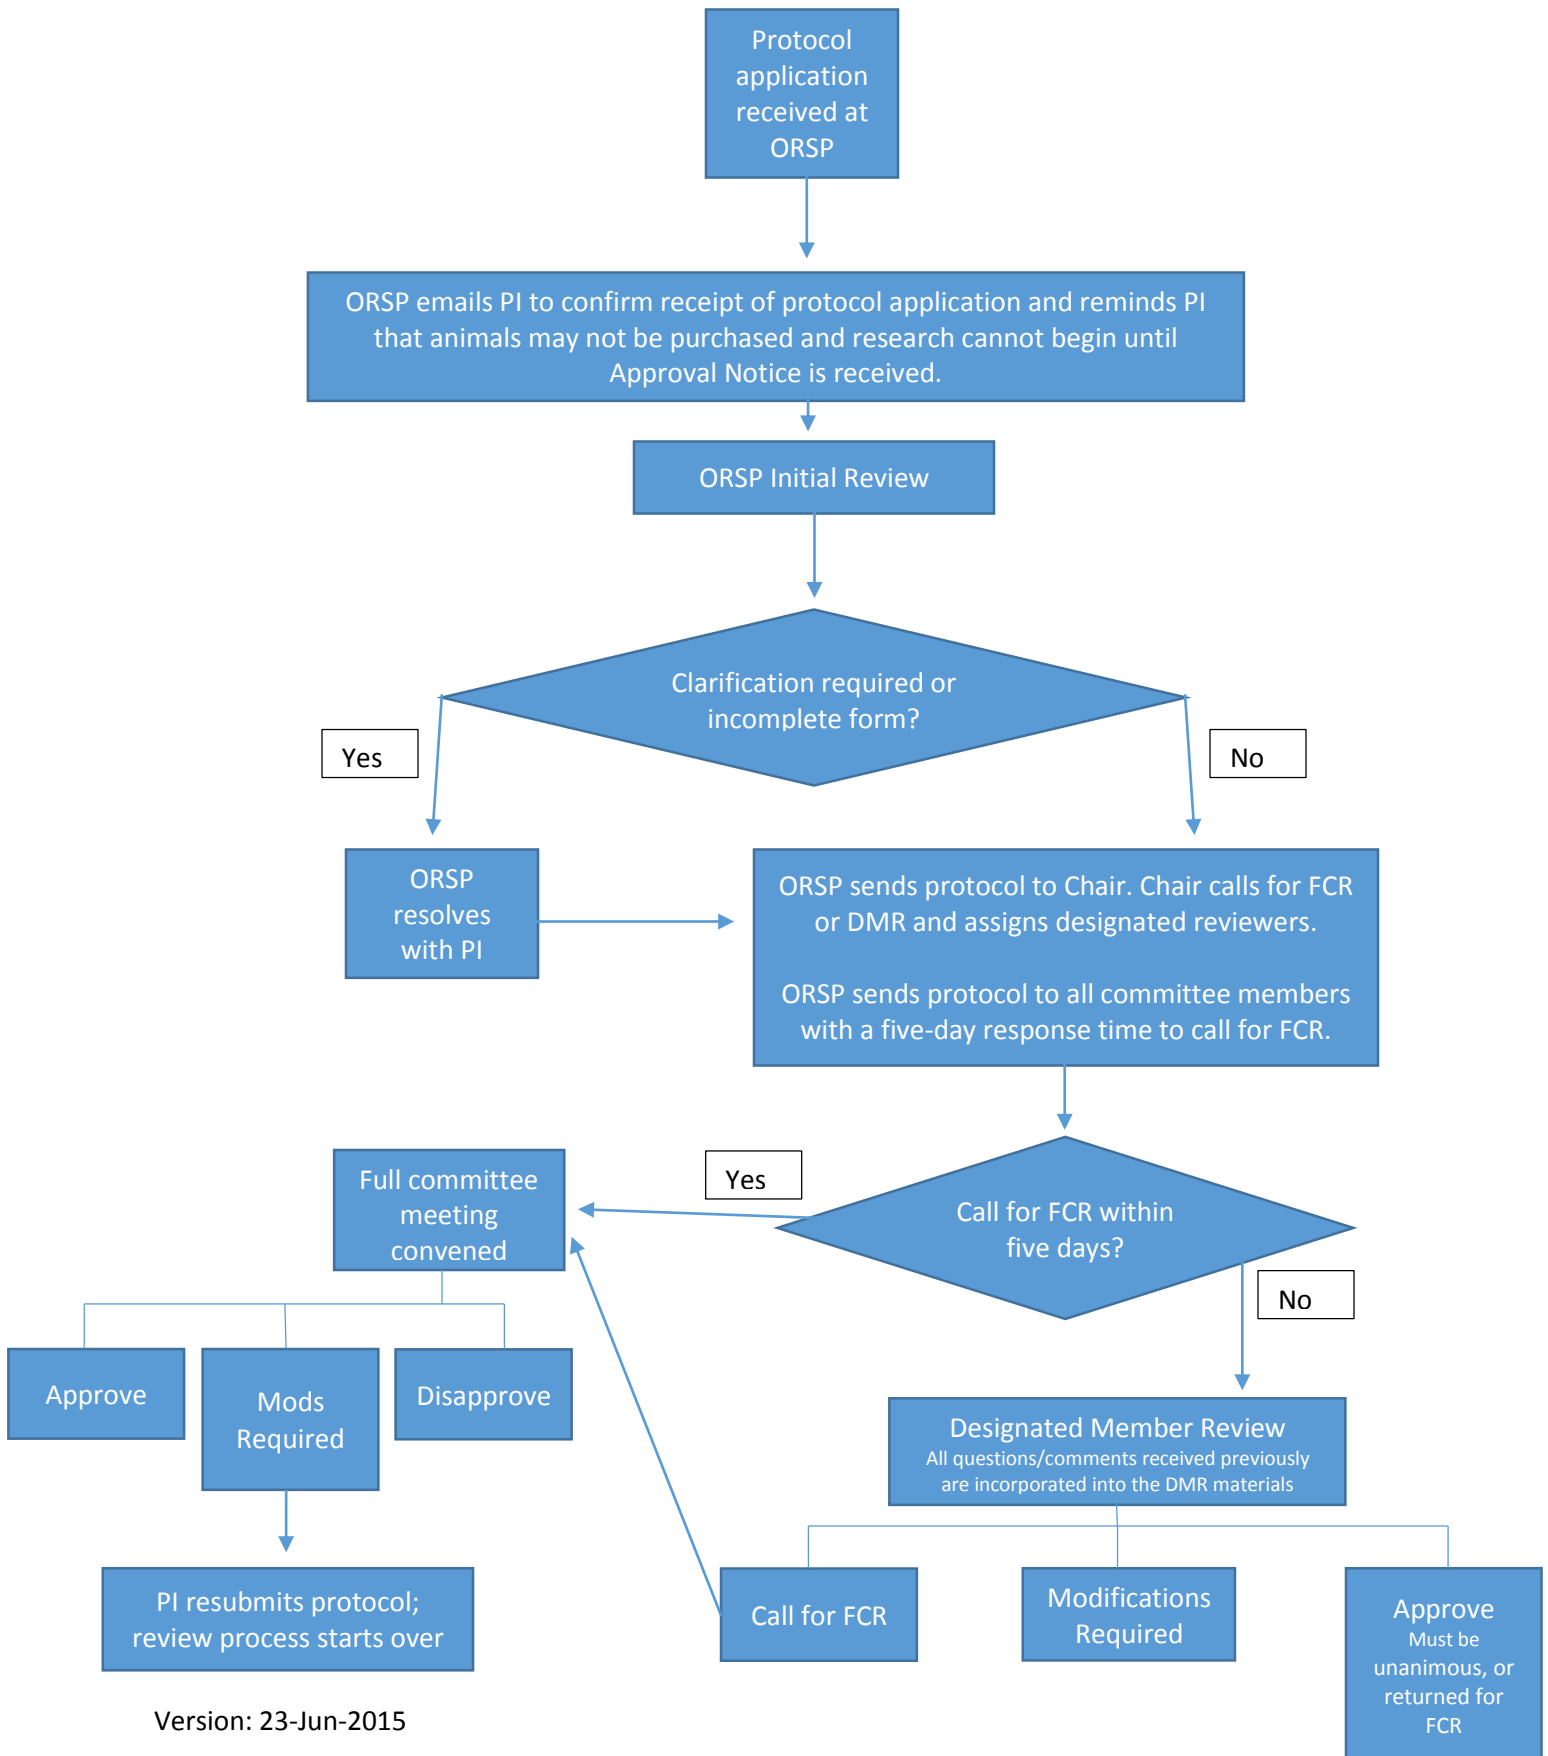 Protocol
application
received at
ORSP
ORSP emails PI to confirm receipt of protocol application and reminds PI
that animals may not be purchased and research cannot begin until
Approval Notice is received.
ORSP Initial Review
Clarification required or
incomplete form?
Yes
No
ORSP
resolves
with PI
ORSP sends protocol to Chair. Chair calls for FCR
or DMR and assigns designated reviewers.
ORSP sends protocol to all committee members
with a five-day response time to call for FCR.
Full committee
meeting
convened
Yes
Call for FCR within
five days?
No
Approve
Mods
Required
Disapprove
Designated Member Review
All questions/comments received previously
are incorporated into the DMR materials
PI resubmits protocol;
review process starts over
Call for FCR
Modifications
Required
Approve
Must be
unanimous, or
returned for
FCR
Version: 23-Jun-2015